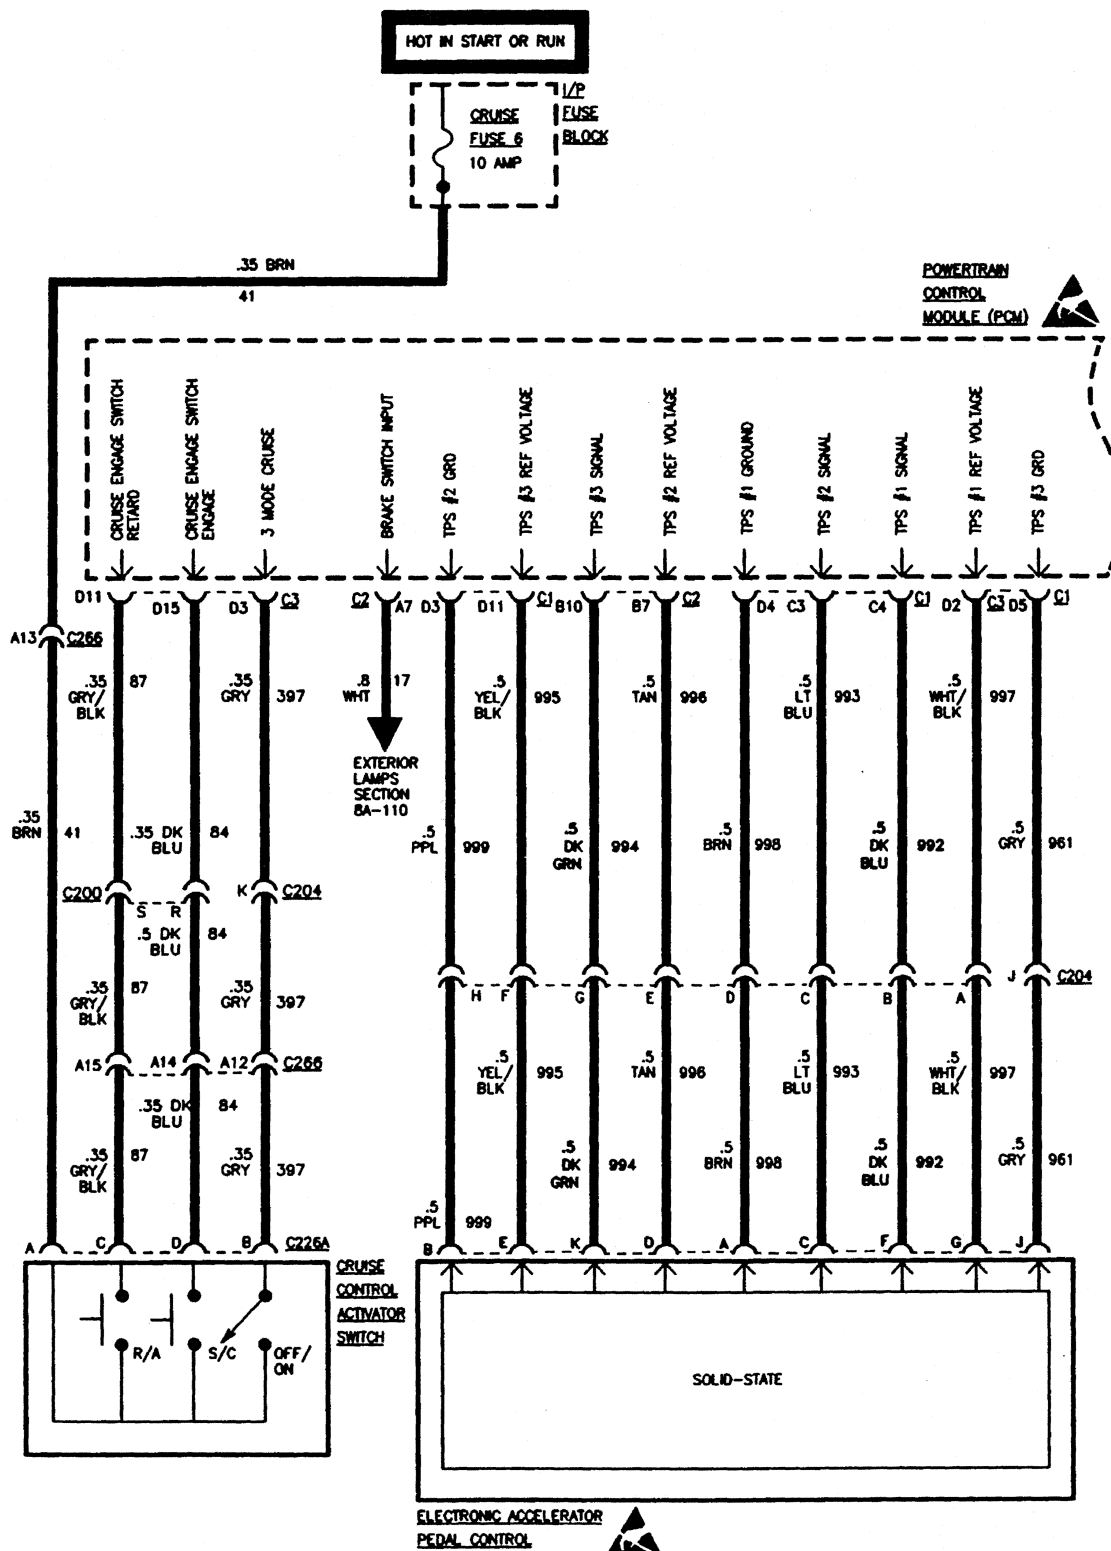 HOT IN START OR RUN
I/P
FUSE
BLOCK
CRUISE
FUSE 6
10 AMP
.35 BRN
41
POWERTRAIN
CONTROL
MODULE (PCM)
CRUISE ENGAGE SWITCH
RETARD
CRUISE ENGAGE SWITCH
ENGAGE
3 MODE CRUISE
BRAKE SWITCH INPUT
TPS #2 GRD
TPS #3 REF VOLTAGE
TPS #3 SIGNAL
TPS #2 REF VOLTAGE
TPS #1 GROUND
TPS #2 SIGNAL
TPS #1 SIGNAL
TPS #1 REF VOLTAGE
TPS #3 GRD
D11 D15 D3 C3 C2 A7 D3 D11 C1 B10 B7 C2 D4 C3 C4 C1 D2 C3 D5 C1
A13 C266
.35
GRY/
BLK
87
.35
GRY
397
.8
WHT
17
.5
YEL/
BLK
995
.5
TAN
996
.5
LT
BLU
993
.5
WHT/
BLK
997
EXTERIOR
LAMPS
SECTION
8A-110
.35
BRN
41
.35 DK
BLU
84
.5
PPL
999
.5
DK
GRN
994
.5
BRN
998
.5
DK
BLU
992
.5
GRY
961
C200 S R K C204
.5 DK
BLU
84
.35
GRY/
BLK
87
.35
GRY
397
H F G E D C B A J C204
A15 A14 A12 C266
.5
YEL/
BLK
995
.5
TAN
996
.5
LT
BLU
993
.5
WHT/
BLK
997
.35 DK
BLU
84
.35
GRY/
BLK
87
.35
GRY
397
.5
DK
GRN
994
.5
BRN
998
.5
DK
BLU
992
.5
GRY
961
.5
PPL
999
A C D B C226A
B E K D A C F G J
CRUISE
CONTROL
ACTIVATOR
SWITCH
R/A
S/C
OFF/
ON
SOLID-STATE
ELECTRONIC ACCELERATOR
PEDAL CONTROL